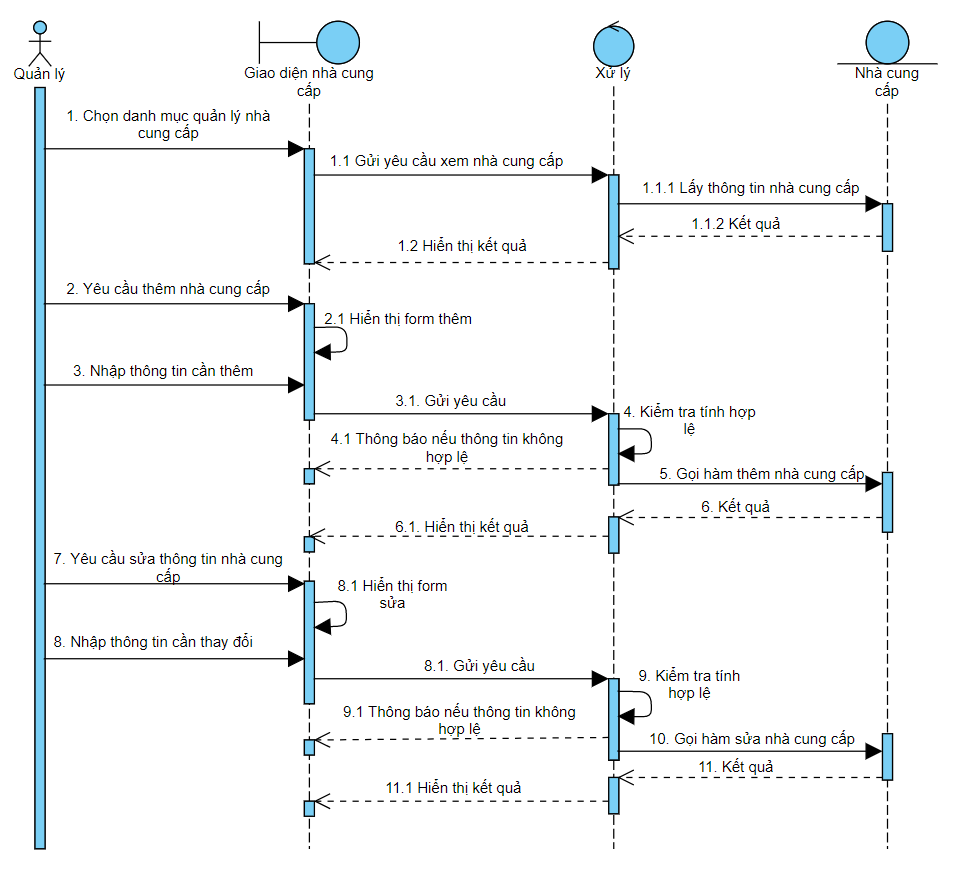 Quản lý
Giao diện nhà cung
cấp
Xử lý
Nhà cung
cấp
1. Chọn danh mục quản lý nhà
cung cấp
1.1 Gửi yêu cầu xem nhà cung cấp
1.1.1 Lấy thông tin nhà cung cấp
1.1.2 Kết quả
1.2 Hiển thị kết quả
2. Yêu cầu thêm nhà cung cấp
2.1 Hiển thị form thêm
3. Nhập thông tin cần thêm
3.1. Gửi yêu cầu
4. Kiểm tra tính hợp
lệ
4.1 Thông báo nếu thông tin không
hợp lệ
5. Gọi hàm thêm nhà cung cấp
6. Kết quả
6.1. Hiển thị kết quả
7. Yêu cầu sửa thông tin nhà cung
cấp
8.1 Hiển thị form
sửa
8. Nhập thông tin cần thay đổi
8.1. Gửi yêu cầu
9. Kiểm tra tính
hợp lệ
9.1 Thông báo nếu thông tin không
hợp lệ
10. Gọi hàm sửa nhà cung cấp
11. Kết quả
11.1 Hiển thị kết quả